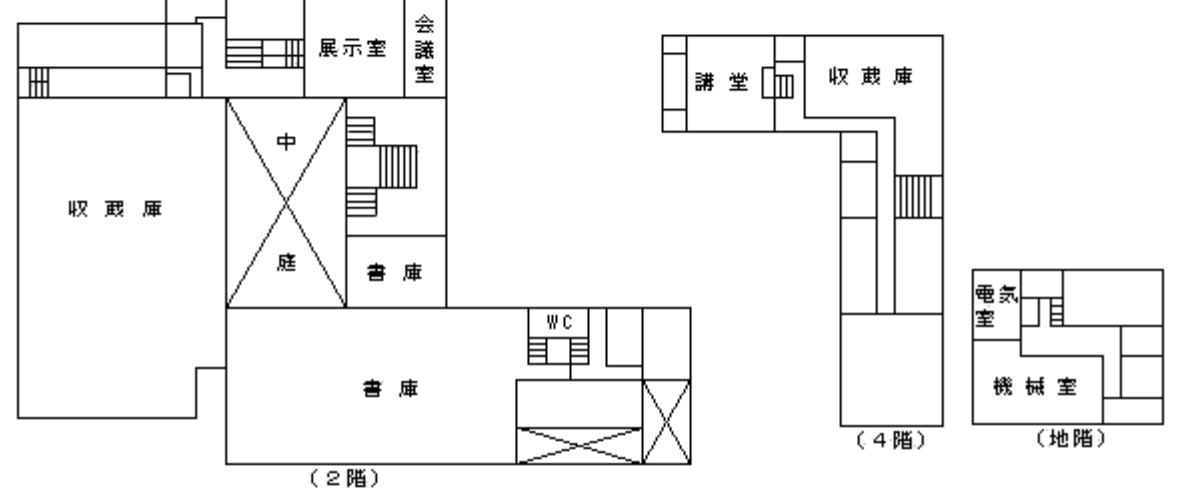 展示室
会議室
中庭
収蔵庫
書庫
WC
書庫
(2階)
講堂
収蔵庫
(4階)
電気室
機械室
(地階)